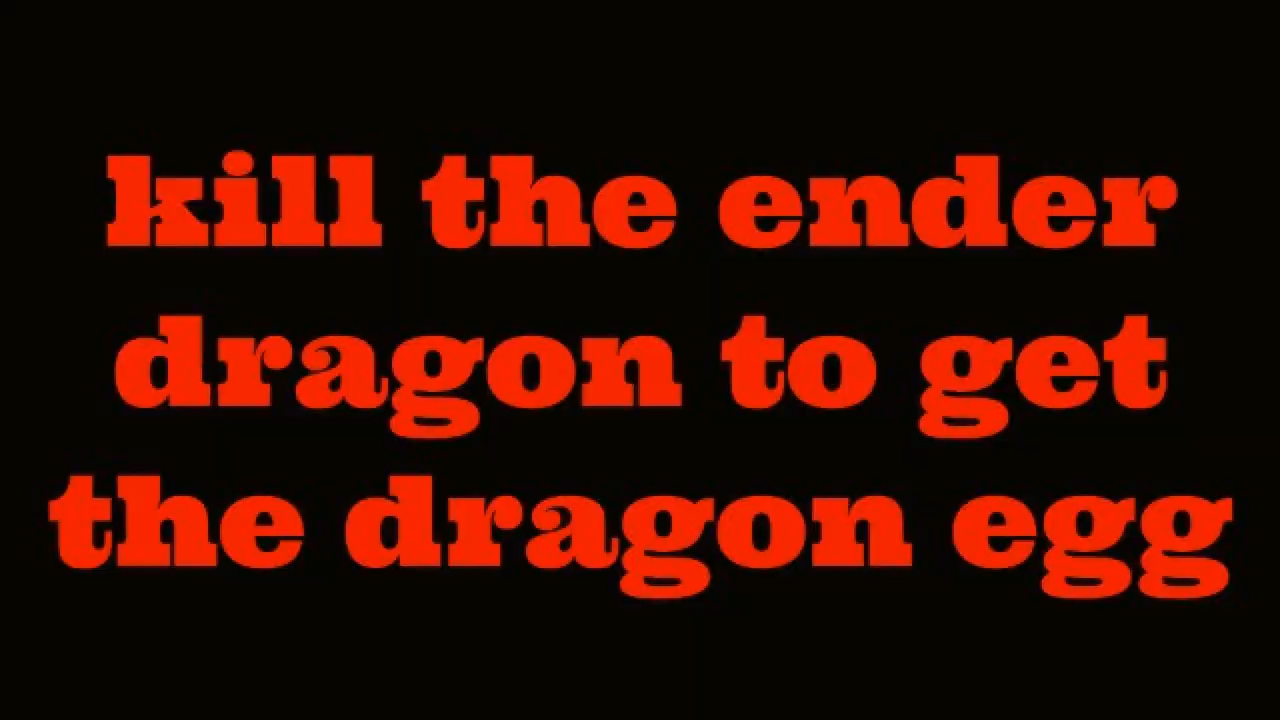 kill the ender
dragon to get
the dragon egg